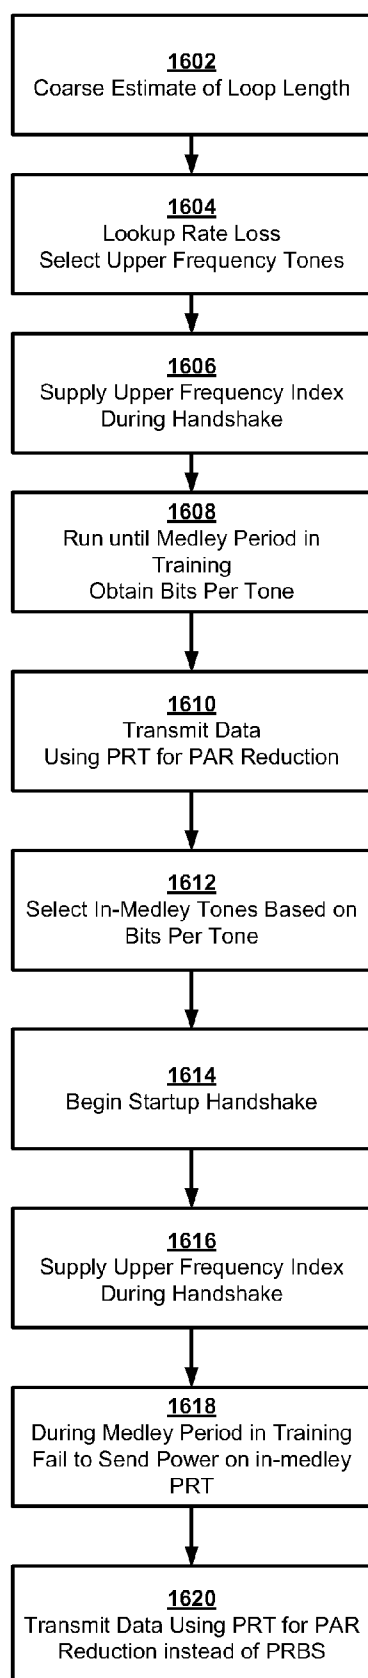 1602
Coarse Estimate of Loop Length
1604
Lookup Rate Loss
Select Upper Frequency Tones
1606
Supply Upper Frequency Index
During Handshake
1608
Run until Medley Period in
Training
Obtain Bits Per Tone
1610
Transmit Data
Using PRT for PAR Reduction
1612
Select In-Medley Tones Based on
Bits Per Tone
1614
Begin Startup Handshake
1616
Supply Upper Frequency Index
During Handshake
1618
During Medley Period in Training
Fail to Send Power on in-medley
PRT
1620
Transmit Data Using PRT for PAR
Reduction instead of PRBS